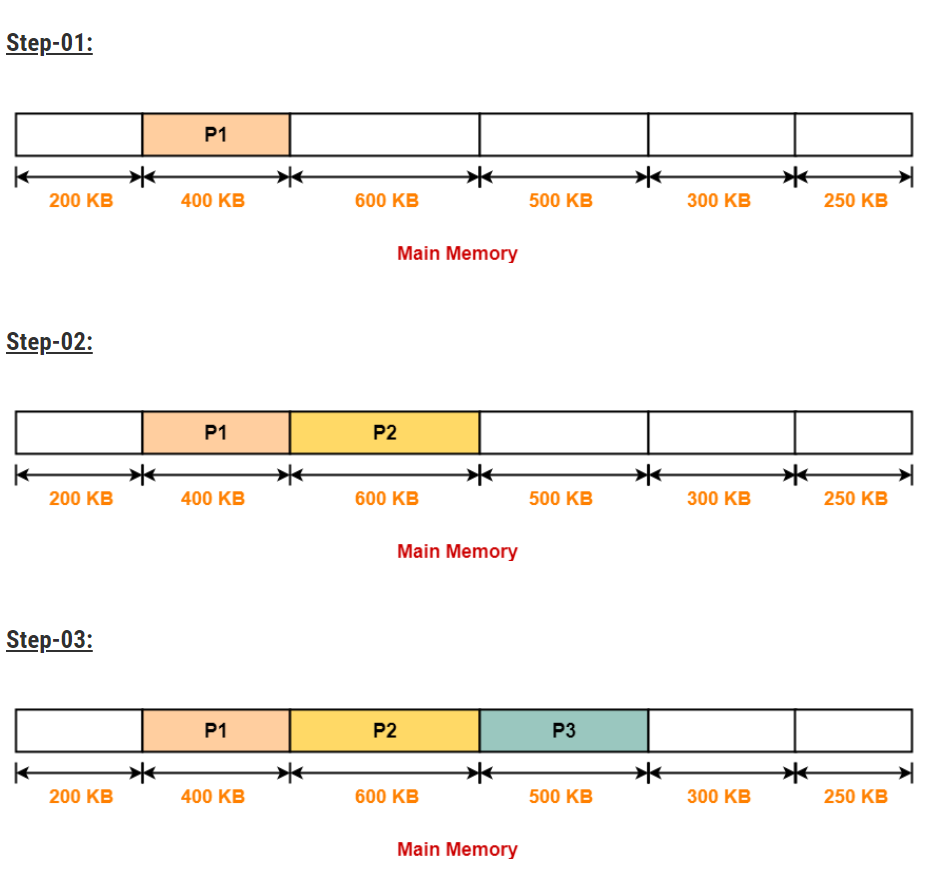 Step-01:
P1
200 KB 400 KB 600 KB 500 KB 300 KB 250 KB
Main Memory
Step-02:
P1 P2
200 KB 400 KB 600 KB 500 KB 300 KB 250 KB
Main Memory
Step-03:
P1 P2 P3
200 KB 400 KB 600 KB 500 KB 300 KB 250 KB
Main Memory